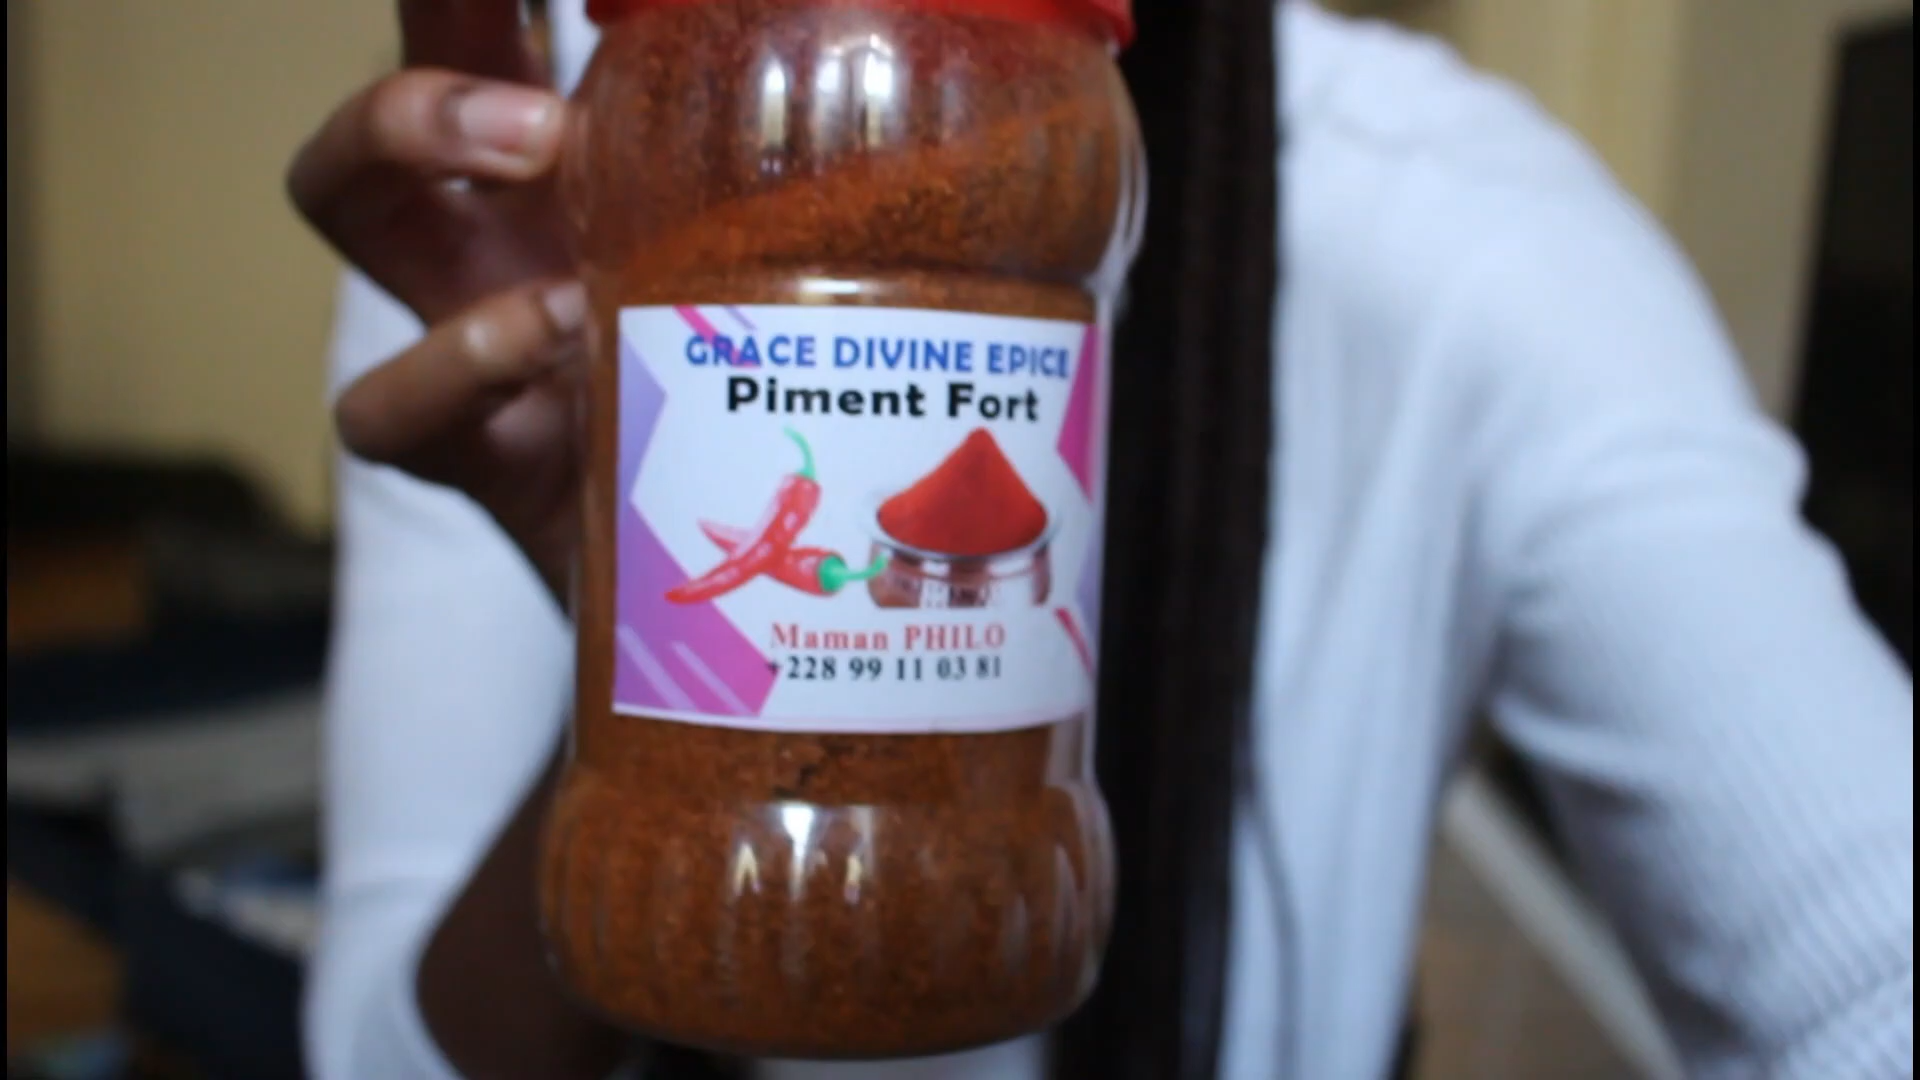 GRACE DIVINE EPICE
Piment Fort
Maman PHILO
+228 99 11 03 81